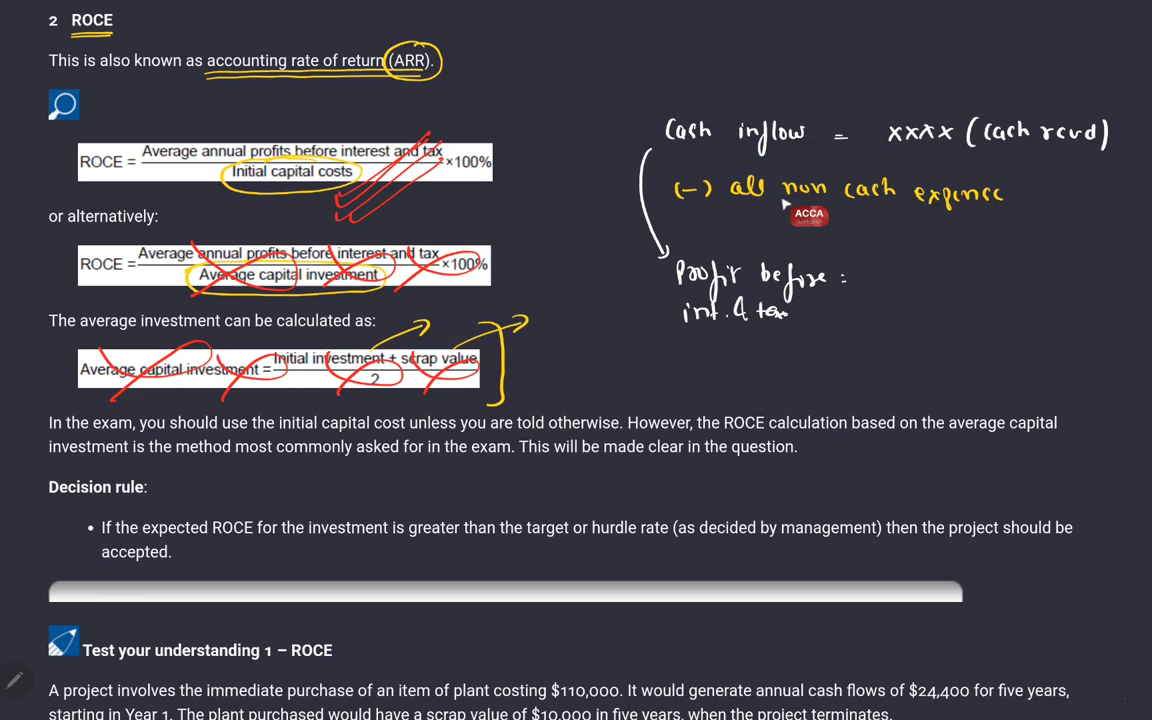 2 ROCE
This is also known as accounting rate of return (ARR).
ROCE = Average annual profits before interest and tax
Initial capital costs
×100%
Cash inflow = xxxx (Cash rcvd)
(-) all non cash expense
ACCA
or alternatively:
ROCE = Average annual profits before interest and tax
Average capital investment
×100%
Profit before =
int. & tax
The average investment can be calculated as:
Average capital investment = Initial investment + scrap value
2
In the exam, you should use the initial capital cost unless you are told otherwise. However, the ROCE calculation based on the average capital
investment is the method most commonly asked for in the exam. This will be made clear in the question.
Decision rule:
• If the expected ROCE for the investment is greater than the target or hurdle rate (as decided by management) then the project should be
accepted.
Test your understanding 1 – ROCE
A project involves the immediate purchase of an item of plant costing $110,000. It would generate annual cash flows of $24,400 for five years,
starting in Year 1. The plant purchased would have a scrap value of $10,000 in five years, when the project terminates.